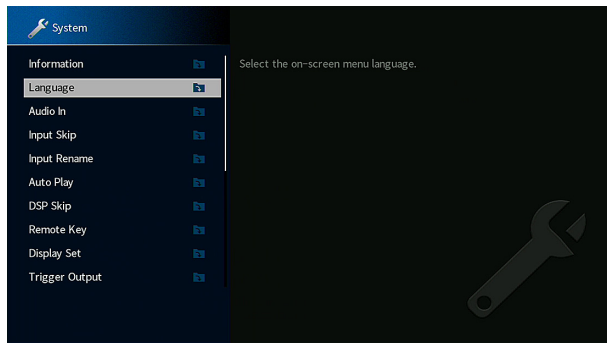 System
Information
Language
Audio In
Input Skip
Input Rename
Auto Play
DSP Skip
Remote Key
Display Set
Trigger Output
Select the on-screen menu language.